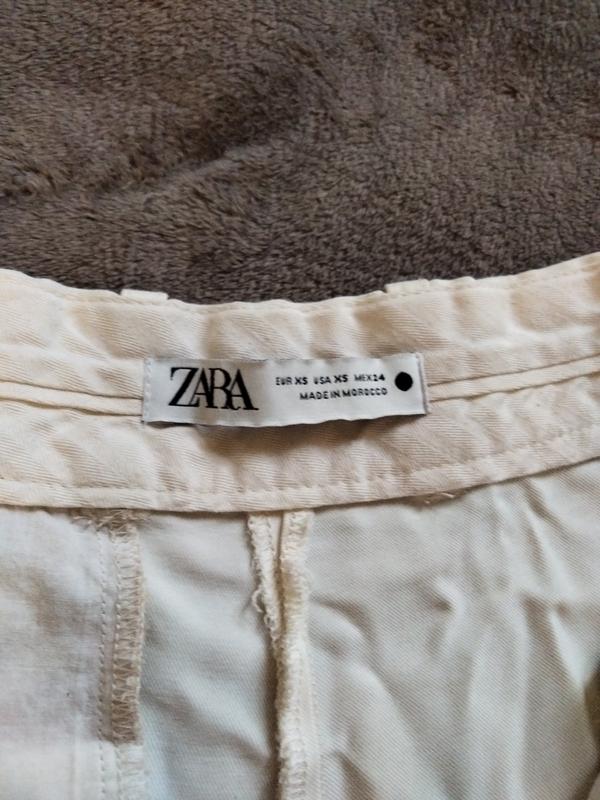 ZARA
EUR XS USA XS MEX 24
MADE IN MOROCCO